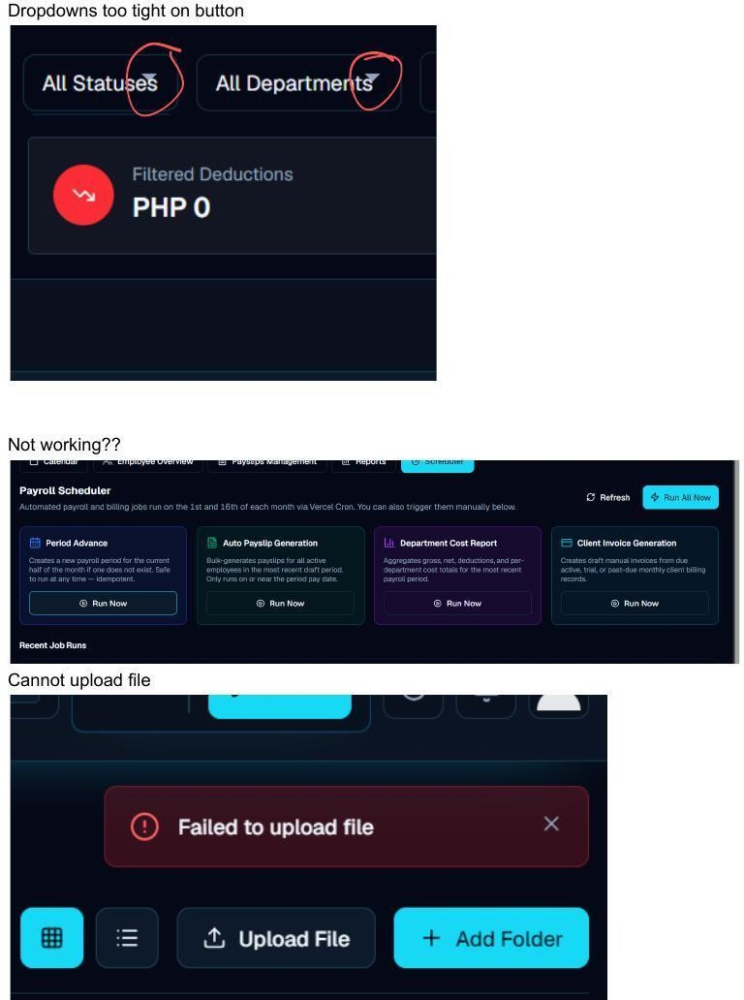 Dropdowns too tight on button
All Statuses
All Departments
Filtered Deductions
PHP 0
Not working??
Calendar Employee Overview Payslips Management Reports Scheduler
Payroll Scheduler
Automated payroll and billing jobs run on the 1st and 16th of each month via Vercel Cron. You can also trigger them manually below.
Refresh
Run All Now
Period Advance
Creates a new payroll period for the current
half of the month if one does not exist. Safe
to run at any time — idempotent.
Run Now
Auto Payslip Generation
Bulk-generates payslips for all active
employees in the most recent draft period.
Only runs on or near the period pay date.
Run Now
Department Cost Report
Aggregates gross, net, deductions, and per-
department cost totals for the most recent
payroll period.
Run Now
Client Invoice Generation
Creates draft manual invoices from due
active, trial, or past-due monthly client billing
records.
Run Now
Recent Job Runs
Cannot upload file
Failed to upload file
Upload File
Add Folder